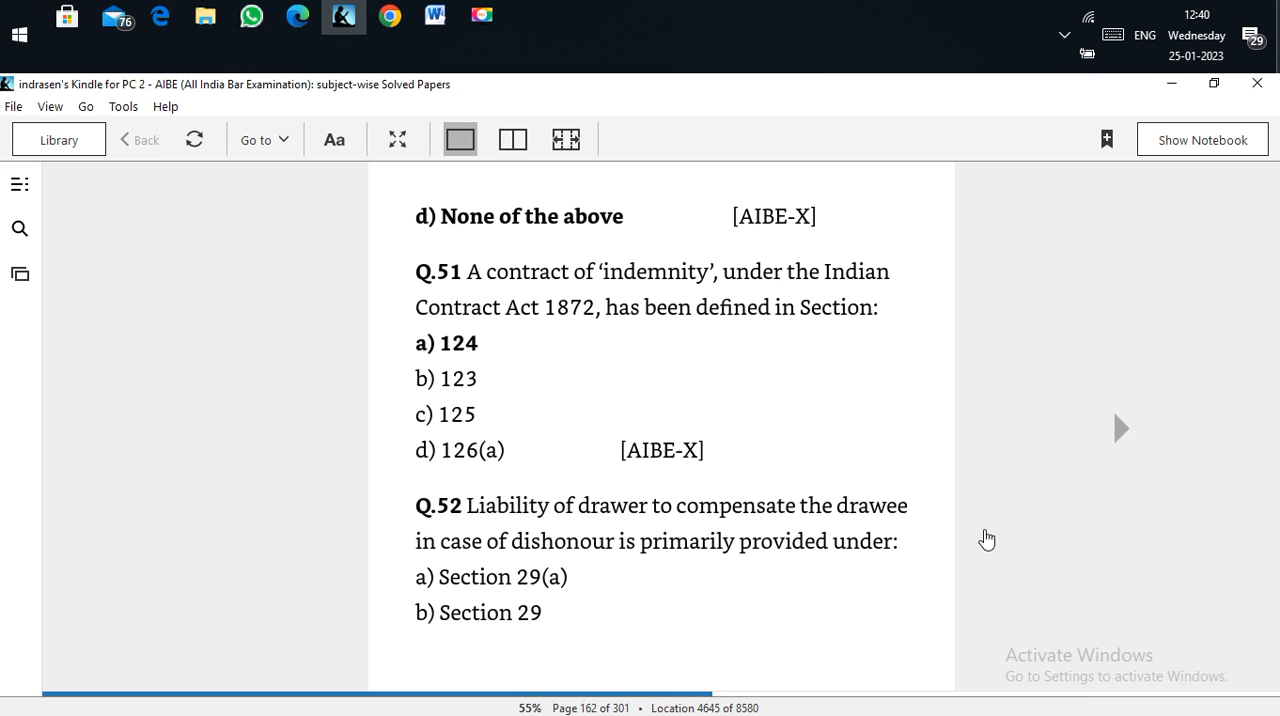 76
12:40
ENG
Wednesday
29
25-01-2023
indrasen's Kindle for PC 2 - AIBE (All India Bar Examination): subject-wise Solved Papers
File View Go Tools Help
Library
Back
Go to
Aa
Show Notebook
d) None of the above [AIBE-X]
Q.51 A contract of ‘indemnity’, under the Indian
Contract Act 1872, has been defined in Section:
a) 124
b) 123
c) 125
d) 126(a) [AIBE-X]
Q.52 Liability of drawer to compensate the drawee
in case of dishonour is primarily provided under:
a) Section 29(a)
b) Section 29
Activate Windows
Go to Settings to activate Windows.
55% Page 162 of 301 • Location 4645 of 8580